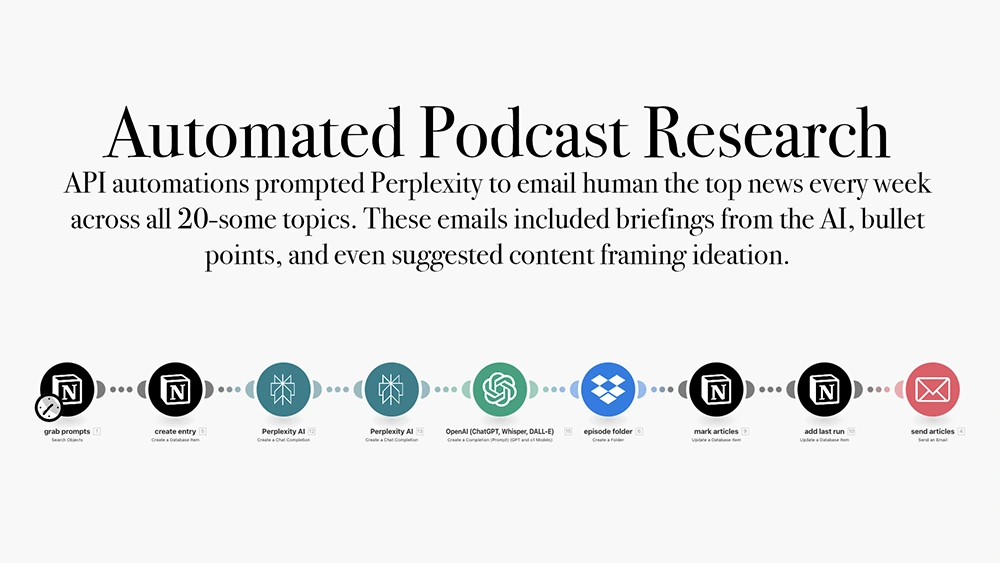 Automated Podcast Research
API automations prompted Perplexity to email human the top news every week
across all 20-some topics. These emails included briefings from the AI, bullet
points, and even suggested content framing ideation.
grab prompts 1
Search Objects
create entry 5
Create a Database Item
Perplexity AI 12
Create a Chat Completion
Perplexity AI 13
Create a Chat Completion
OpenAI (ChatGPT, Whisper, DALL-E)
Create a Completion (Prompt) (GPT and o1 Models)
episode folder 6
Create a Folder
mark articles 9
Update a Database Item
add last run 10
Update a Database Item
send articles 4
Send an Email